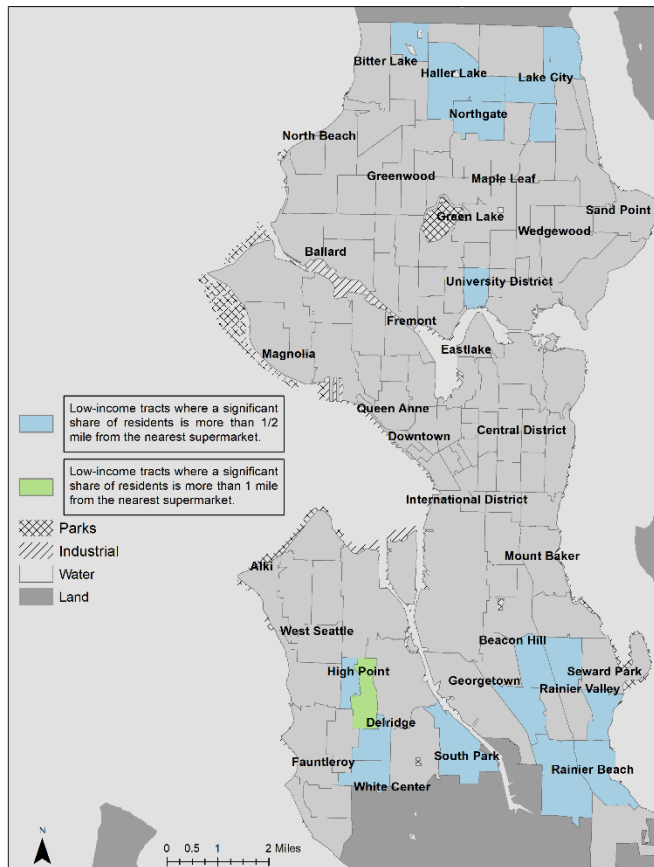 Bitter Lake
Haller Lake
Lake City
Northgate
North Beach
Greenwood
Maple Leaf
Sand Point
Green Lake
Wedgewood
Ballard
University District
Fremont
Eastlake
Magnolia
Queen Anne
Downtown
Central District
International District
Low-income tracts where a significant
share of residents is more than 1/2
mile from the nearest supermarket.
Low-income tracts where a significant
share of residents is more than 1 mile
from the nearest supermarket.
Parks
Industrial
Water
Land
Mount Baker
Alki
West Seattle
Beacon Hill
High Point
Seward Park
Georgetown
Rainier Valley
Delridge
South Park
Fauntleroy
Rainier Beach
White Center
N
0 0.5 1 2 Miles